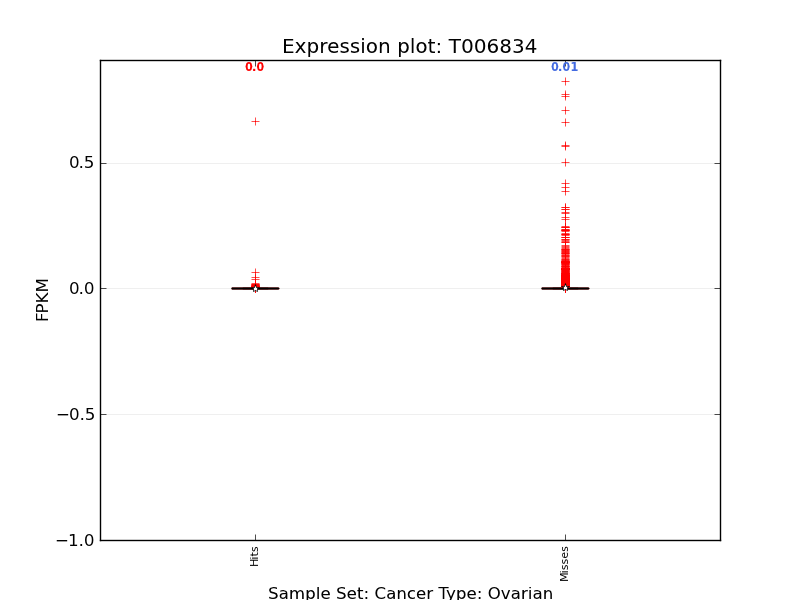 Expression plot: T006834
0.0
0.01
0.5
0.0
−0.5
−1.0
FPKM
Hits
Misses
Sample Set: Cancer Type: Ovarian